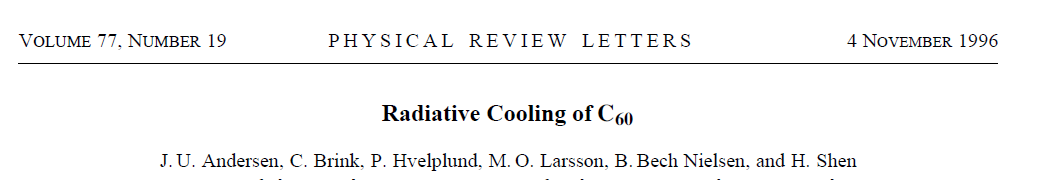 VOLUME 77, NUMBER 19 PHYSICAL REVIEW LETTERS 4 NOVEMBER 1996
Radiative Cooling of C60
J. U. Andersen, C. Brink, P. Hvelplund, M. O. Larsson, B. Bech Nielsen, and H. Shen